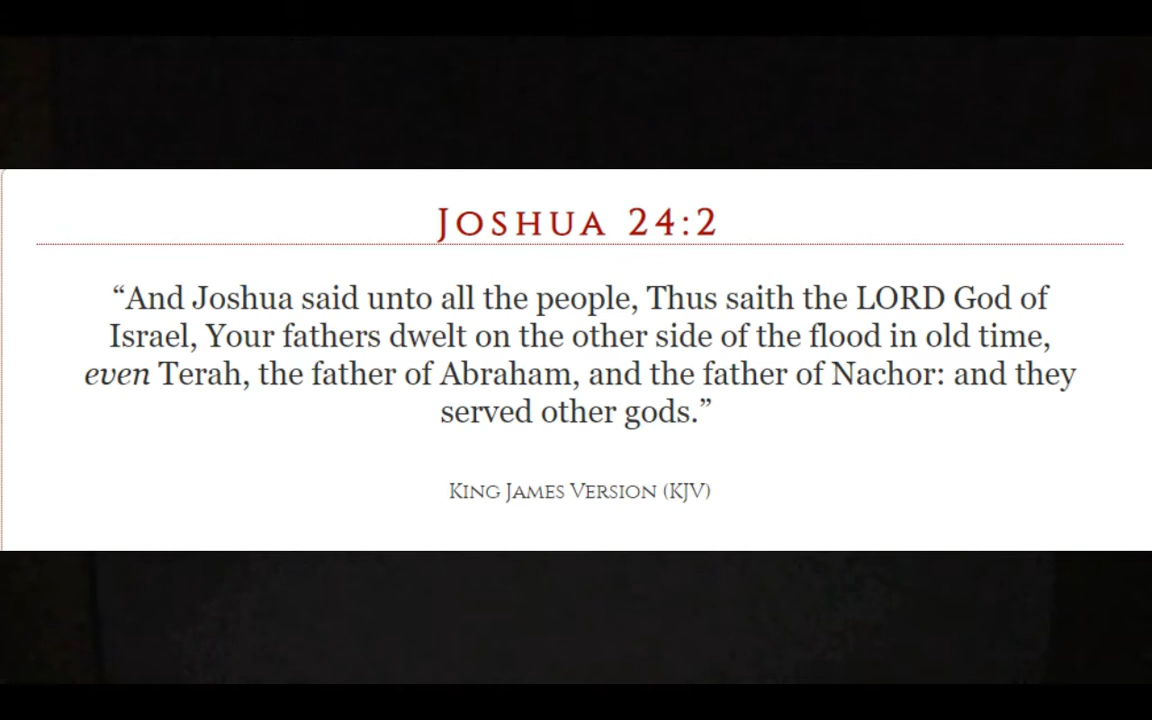 Joshua 24:2
“And Joshua said unto all the people, Thus saith the LORD God of
Israel, Your fathers dwelt on the other side of the flood in old time,
even Terah, the father of Abraham, and the father of Nachor: and they
served other gods.”
King James Version (KJV)